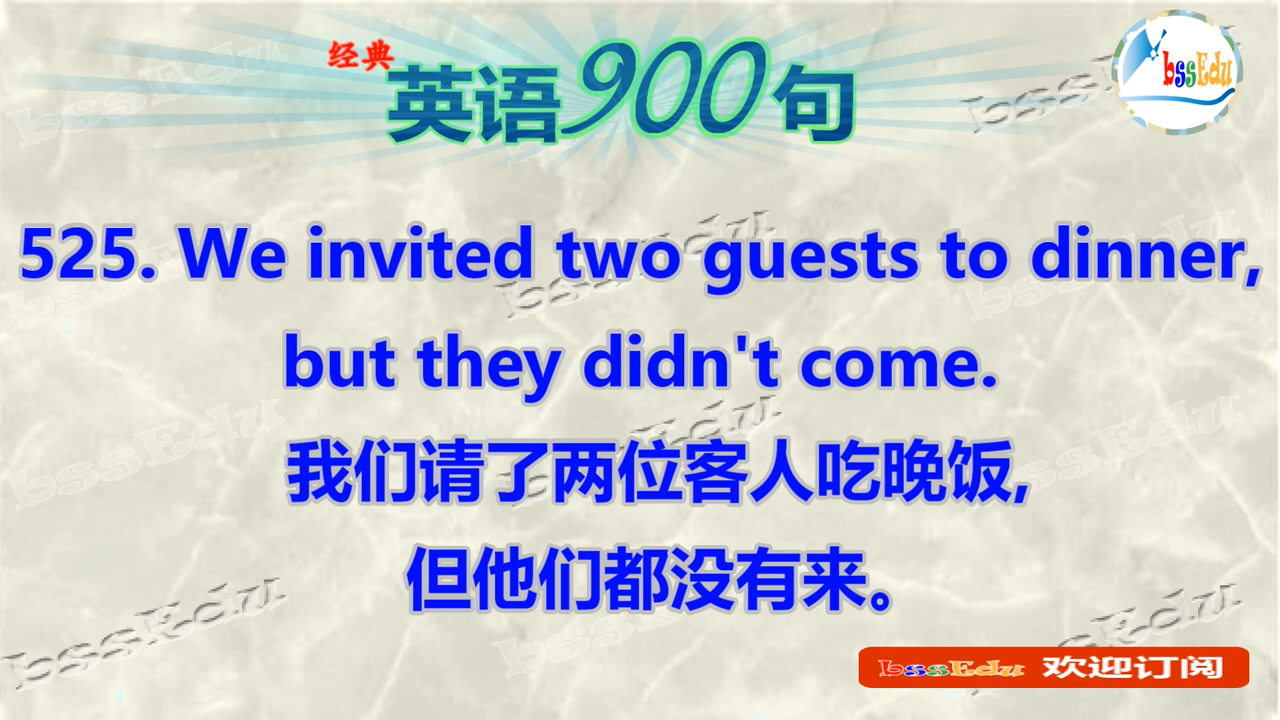 经典
英语900句
bssEdu
525. We invited two guests to dinner,
but they didn't come.
我们请了两位客人吃晚饭,
但他们都没有来。
bssEdu 欢迎订阅